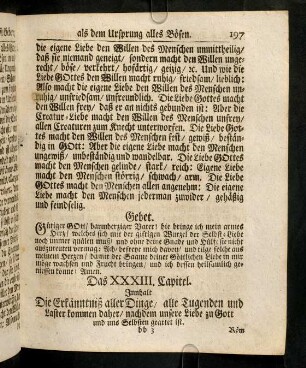 als dem Ursprung alles Bösen. 197
die eigene Liebe den Willen des Menschen unmittheilig/
daß sie niemand geneigt/ sondern macht den Willen unge-
recht/ böse/ verkehrt/ hofärtig/ geizig/ ꝛc. Und wie die
Liebe GOttes den Willen macht ruhig/ friedsam/ lieblich:
Also macht die eigene Liebe den Willen des Menschen un-
ruhig/ unfriedsam/ unfreundlich. Die Liebe Gottes macht
den Willen frey/ daß er an nichts gebunden ist: Aber die
Creatur-Liebe macht den Willen des Menschen unfrey/
allen Creaturen zum Knecht unterworfen. Die Liebe Got-
tes macht den Willen des Menschen fest/ gewiß/ bestän-
dig in GOtt: Aber die eigene Liebe macht den Menschen
ungewiß/ unbeständig und wandelbar. Die Liebe GOttes
macht den Menschen gelinde/ stark/ reich: Eigene Liebe
macht den Menschen störrig/ schwach/ arm. Die Liebe
GOttes macht den Menschen allen angenehm: Die eigene
Liebe macht den Menschen jederman zuwider/ gehäßig
und feindselig.
Gebet.
Gütiger GOtt/ barmherziger Vater: die bringe ich mein armes
Herz/ welches sich mit der giftigen Wurzel der Selbst-Liebe
noch immer quälen muß/ und ohne deine Gnade und Hülfe sie nicht
auszureuten vermag: Ach befreye mich davon/ und tilge solche aus
meinem Herzen/ damit der Saame deiner Göttlichen Liebe in mir
möge wachsen und Frucht bringen/ und ich dessen heilsamlich ge-
niessen könne! Amen.
Das XXXIII. Capitel.
Innhalt
Die Erkänntniß aller Dinge/ alle Tugenden und
Laster kommen daher/ nachdem unsere Liebe zu Gott
und uns Selbsten geartet ist.
Röm